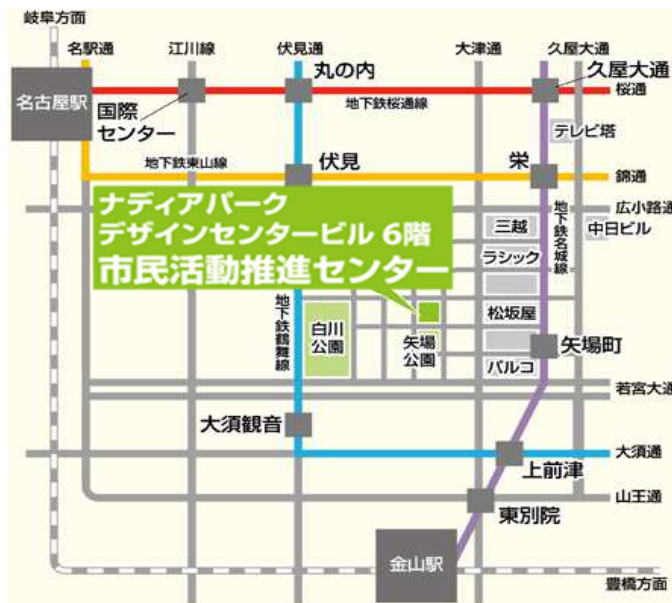 岐阜方面
名駅通
江川線
伏見通
大津通
久屋大通
丸の内
久屋大通
桜通
名古屋駅
国際
センター
地下鉄桜通線
テレビ塔
地下鉄東山線
伏見
栄
錦通
ナディアパーク
デザインセンタービル 6階
市民活動推進センター
広小路通
三越
中日ビル
ラシック
地下鉄名城線
地下鉄鶴舞線
白川
公園
松坂屋
矢場
公園
矢場町
パルコ
若宮大通
大須観音
大須通
上前津
山王通
東別院
金山駅
豊橋方面